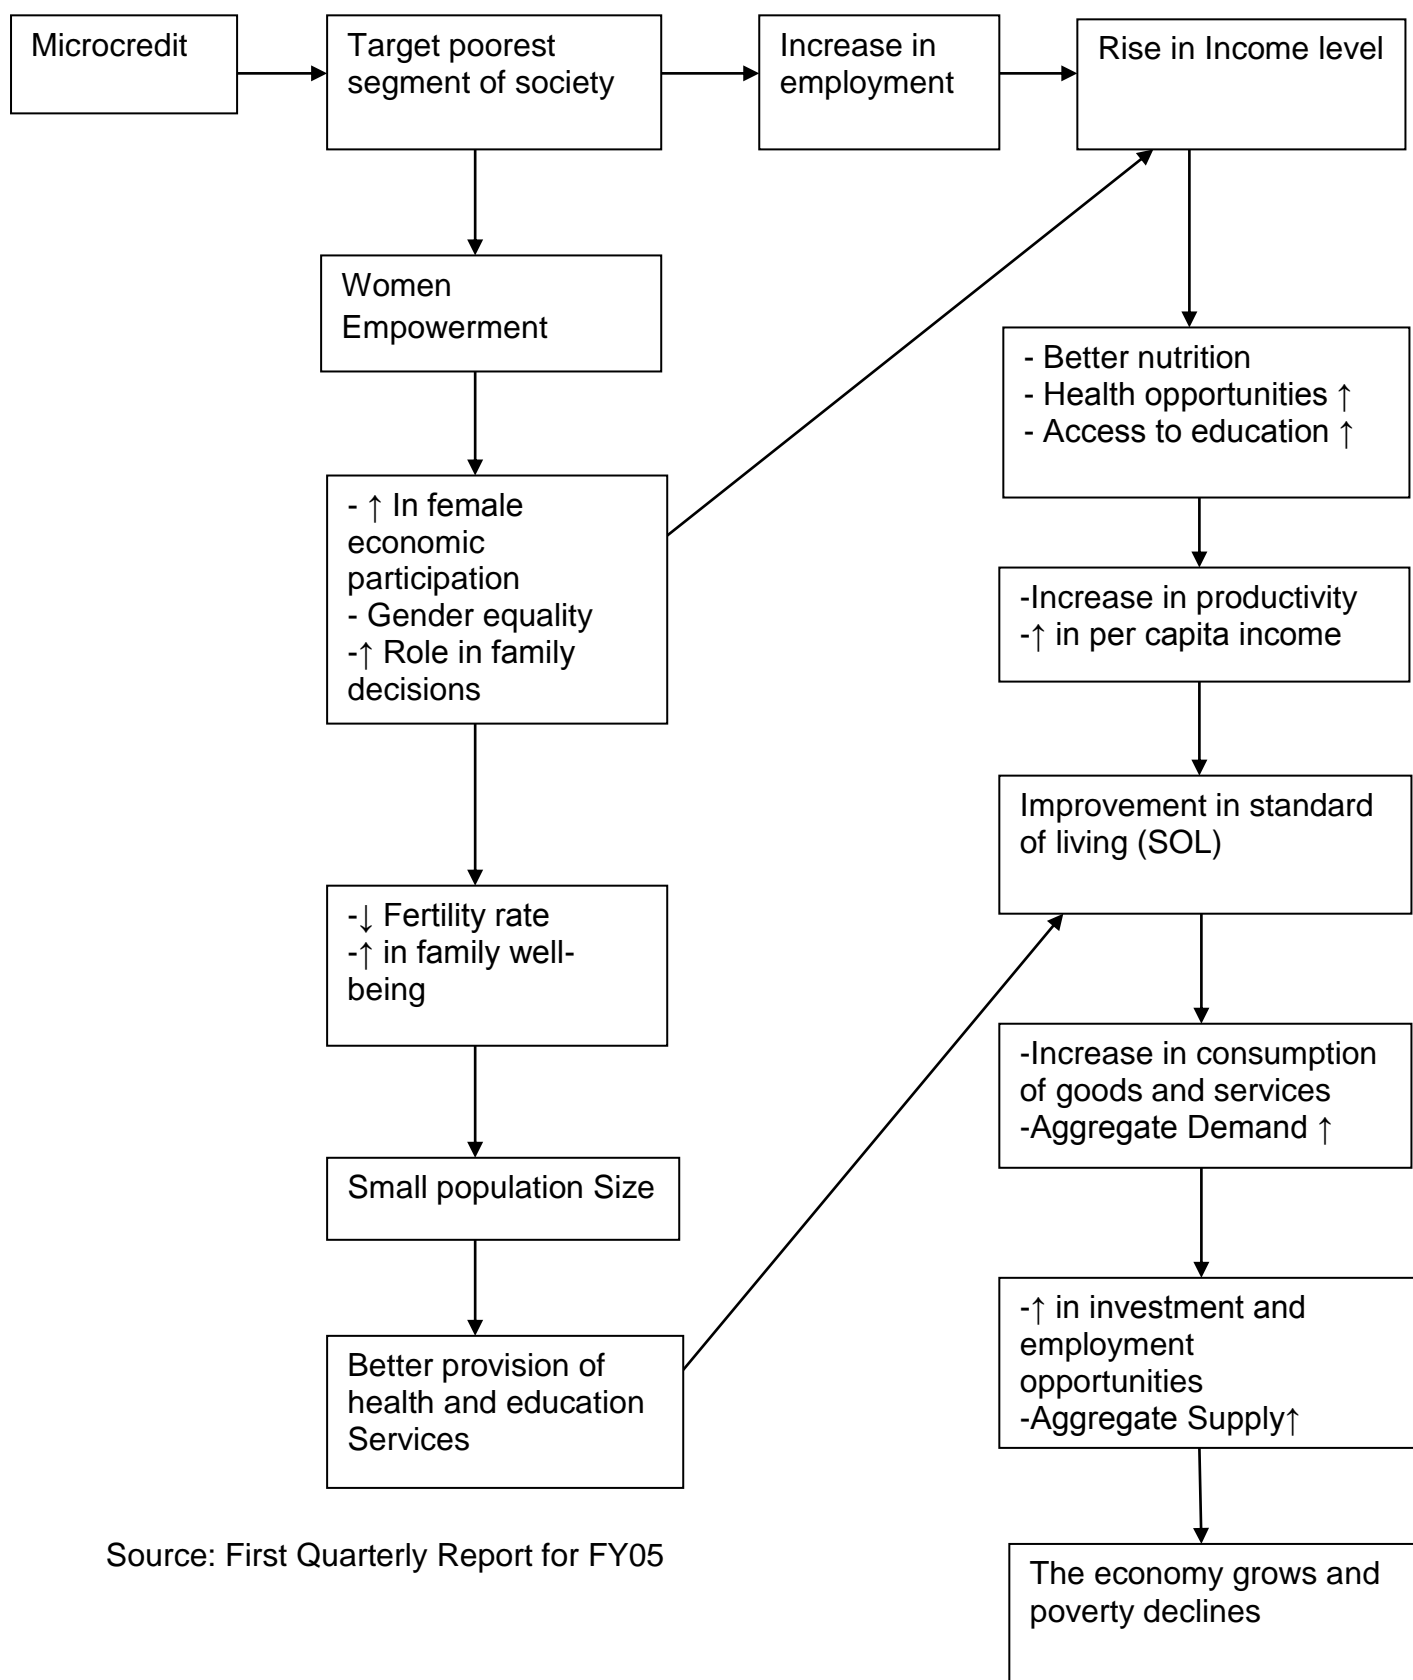 Microcredit
Target poorest
segment of society
Increase in
employment
Rise in Income level
Women
Empowerment
- Better nutrition
- Health opportunities ↑
- Access to education ↑
- ↑ In female
economic
participation
- Gender equality
-↑ Role in family
decisions
-Increase in productivity
-↑ in per capita income
Improvement in standard
of living (SOL)
-↓ Fertility rate
-↑ in family well-
being
-Increase in consumption
of goods and services
-Aggregate Demand ↑
Small population Size
-↑ in investment and
employment
opportunities
-Aggregate Supply↑
Better provision of
health and education
Services
Source: First Quarterly Report for FY05
The economy grows and
poverty declines